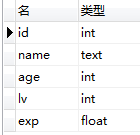 名 类型
id int
name text
age int
lv int
exp float